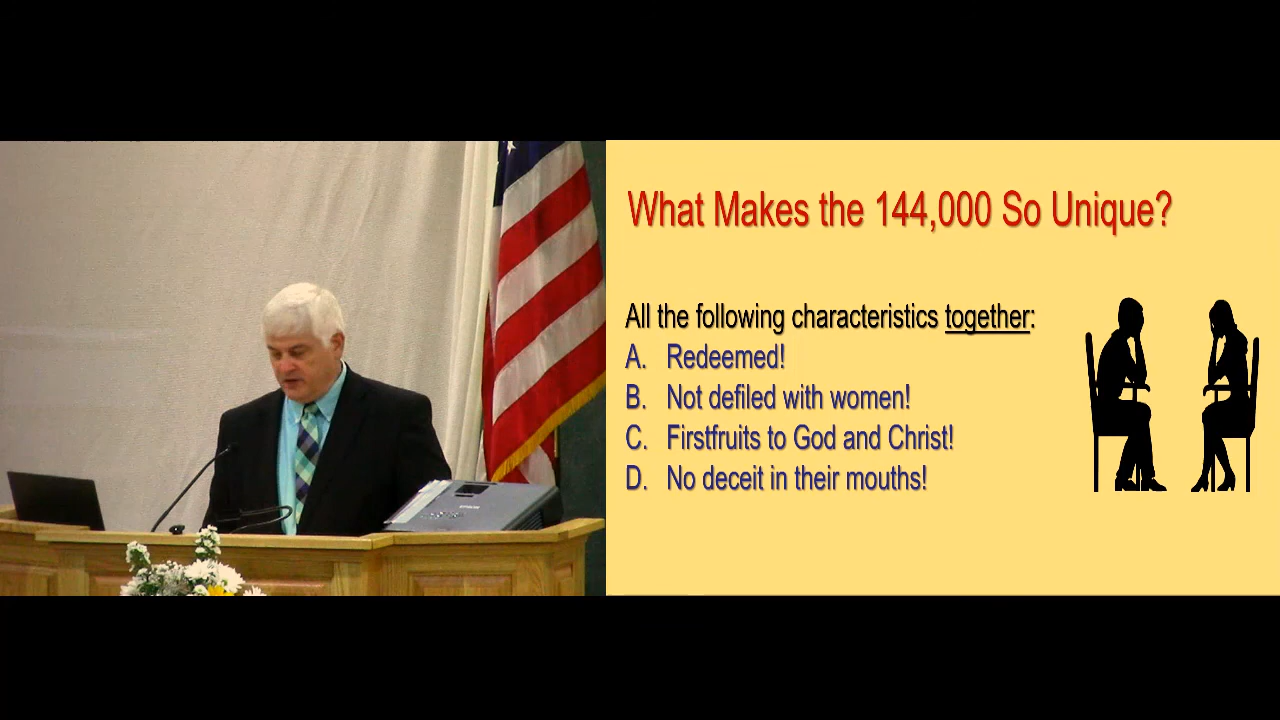 What Makes the 144,000 So Unique?
All the following characteristics together:
A. Redeemed!
B. Not defiled with women!
C. Firstfruits to God and Christ!
D. No deceit in their mouths!